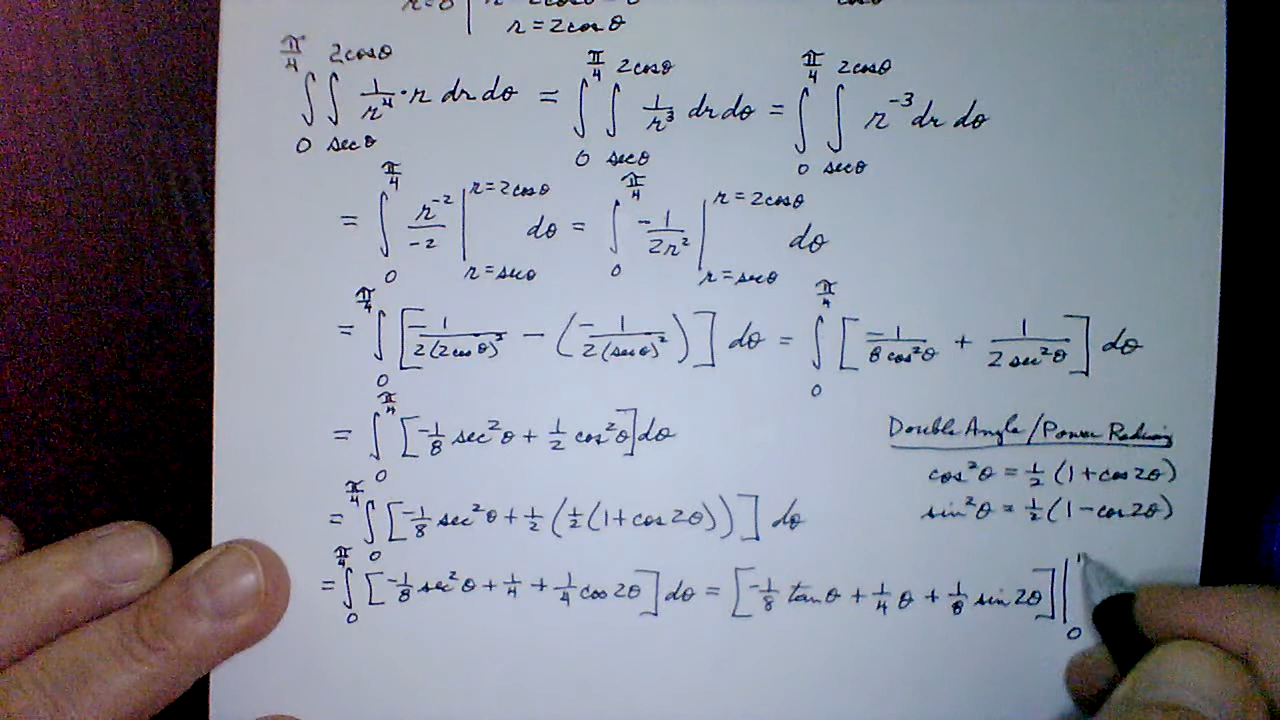 r = 2cosθ
∫₀^{π/4} ∫_{secθ}^{2cosθ} 1/r⁴ · r dr dθ = ∫₀^{π/4} ∫_{secθ}^{2cosθ} 1/r³ dr dθ = ∫₀^{π/4} ∫_{secθ}^{2cosθ} r⁻³ dr dθ
= ∫₀^{π/4} r⁻²/-2 |_{r=secθ}^{r=2cosθ} dθ = ∫₀^{π/4} -1/2r² |_{r=secθ}^{r=2cosθ} dθ
= ∫₀^{π/4} [-1/2(2cosθ)² - (-1/2(secθ)²)] dθ = ∫₀^{π/4} [-1/8cos²θ + 1/2sec²θ] dθ
= ∫₀^{π/4} [-1/8 sec²θ + 1/2 cos²θ] dθ
Double Angle/Power Reducing
cos²θ = 1/2 (1+cos2θ)
sin²θ = 1/2 (1-cos2θ)
= ∫₀^{π/4} [-1/8 sec²θ + 1/2 (1/2 (1+cos2θ))] dθ
= ∫₀^{π/4} [-1/8 sec²θ + 1/4 + 1/4 cos2θ] dθ = [-1/8 tanθ + 1/4 θ + 1/8 sin2θ] |₀